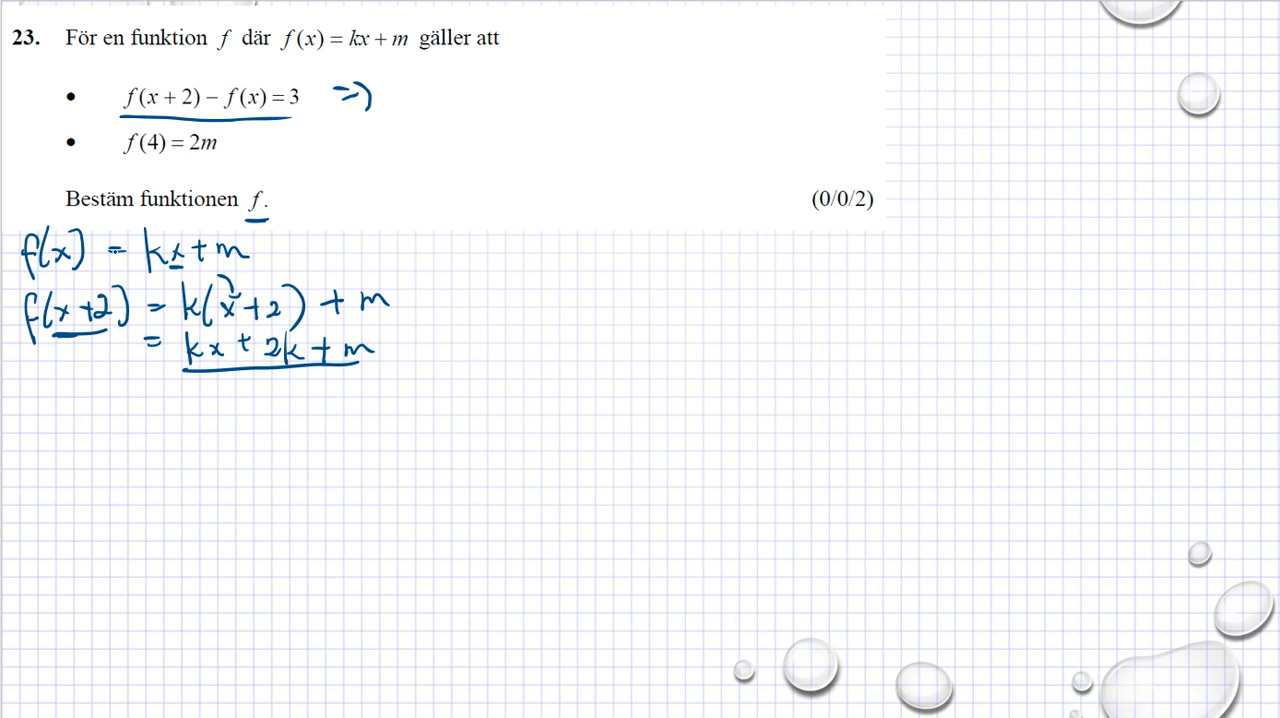 23. För en funktion f där f(x) = kx + m gäller att
• f(x + 2) − f(x) = 3 =>
• f(4) = 2m
Bestäm funktionen f. (0/0/2)
f(x) = kx + m
f(x+2) = k(x+2) + m
= kx + 2k + m